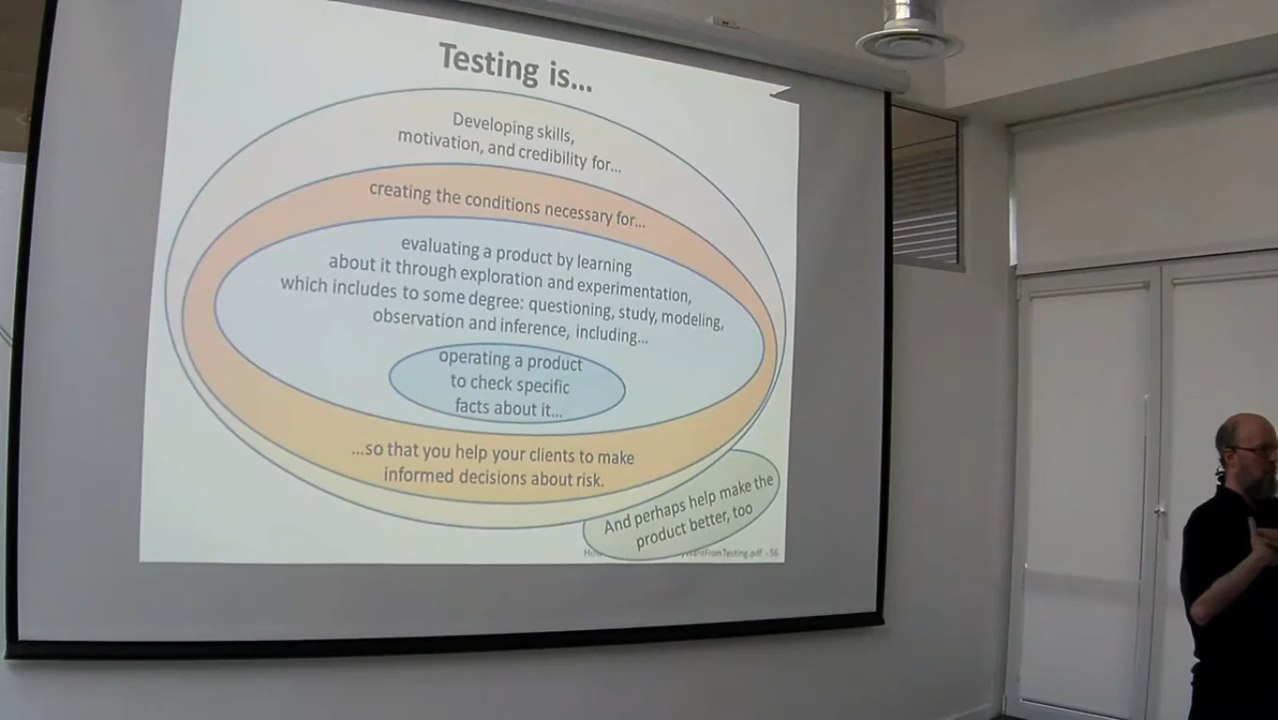 Testing is...
Developing skills,
motivation, and credibility for...
creating the conditions necessary for...
evaluating a product by learning
about it through exploration and experimentation,
which includes to some degree: questioning, study, modeling,
observation and inference, including...
operating a product
to check specific
facts about it...
...so that you help your clients to make
informed decisions about risk.
And perhaps help make the
product better, too
FromTesting.pdf - 56